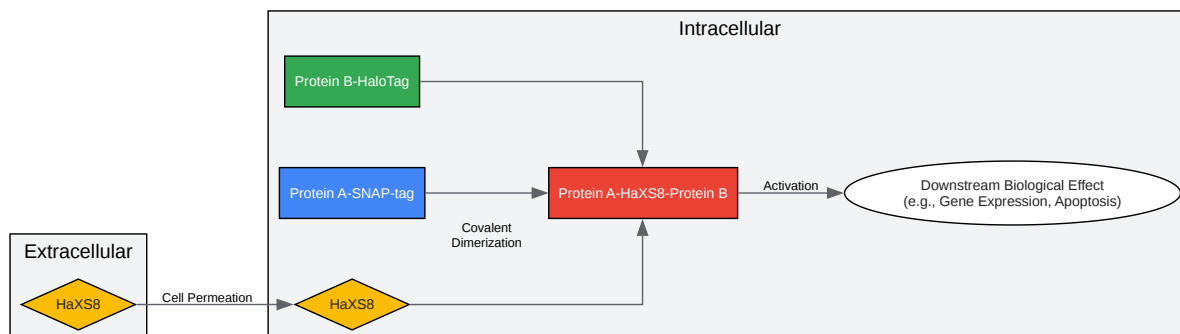 Intracellular
Protein B-HaloTag
Protein A-SNAP-tag
Protein A-HaXS8-Protein B
Activation
Downstream Biological Effect
(e.g., Gene Expression, Apoptosis)
Covalent
Dimerization
Extracellular
HaXS8
Cell Permeation
HaXS8